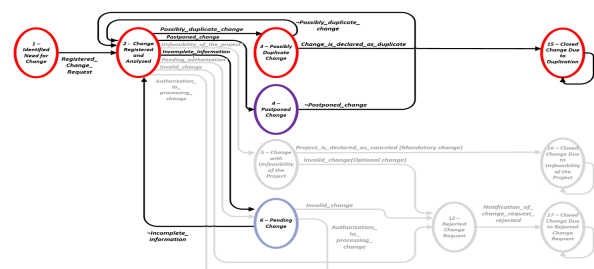 ~Possibly_duplicate_
change
Possibly_duplicate_change
Postponed_change
Unfeasibility_of_the_project
Incomplete_information
Pending_authorization
Invalid_change
Authorization_
to_
processing_
change
1 –
Identified
Need for
Change
Registered_
Change_
Request
2 – Change
Registered
and
Analyzed
3 – Possibly
Duplicate
Change
Change_is_declared_as_duplicate
15 – Closed
Change Due
to
Duplication
4 –
Postponed
Change
~Postponed_change
5 – Change
with
Unfeasibility
of the
Project
Project_is_declared_as_canceled (Mandatory change)
Invalid_change(Optional change)
16 – Closed
Change Due
to
Unfeasibility
of the
Project
6 – Pending
Change
Invalid_change
Authorization_
to_
processing_
change
~Incomplete_
information
12 –
Rejected
Change
Request
Notification_of_
change_request_
rejected
17 – Closed
Change Due
to Rejected
Change
Request